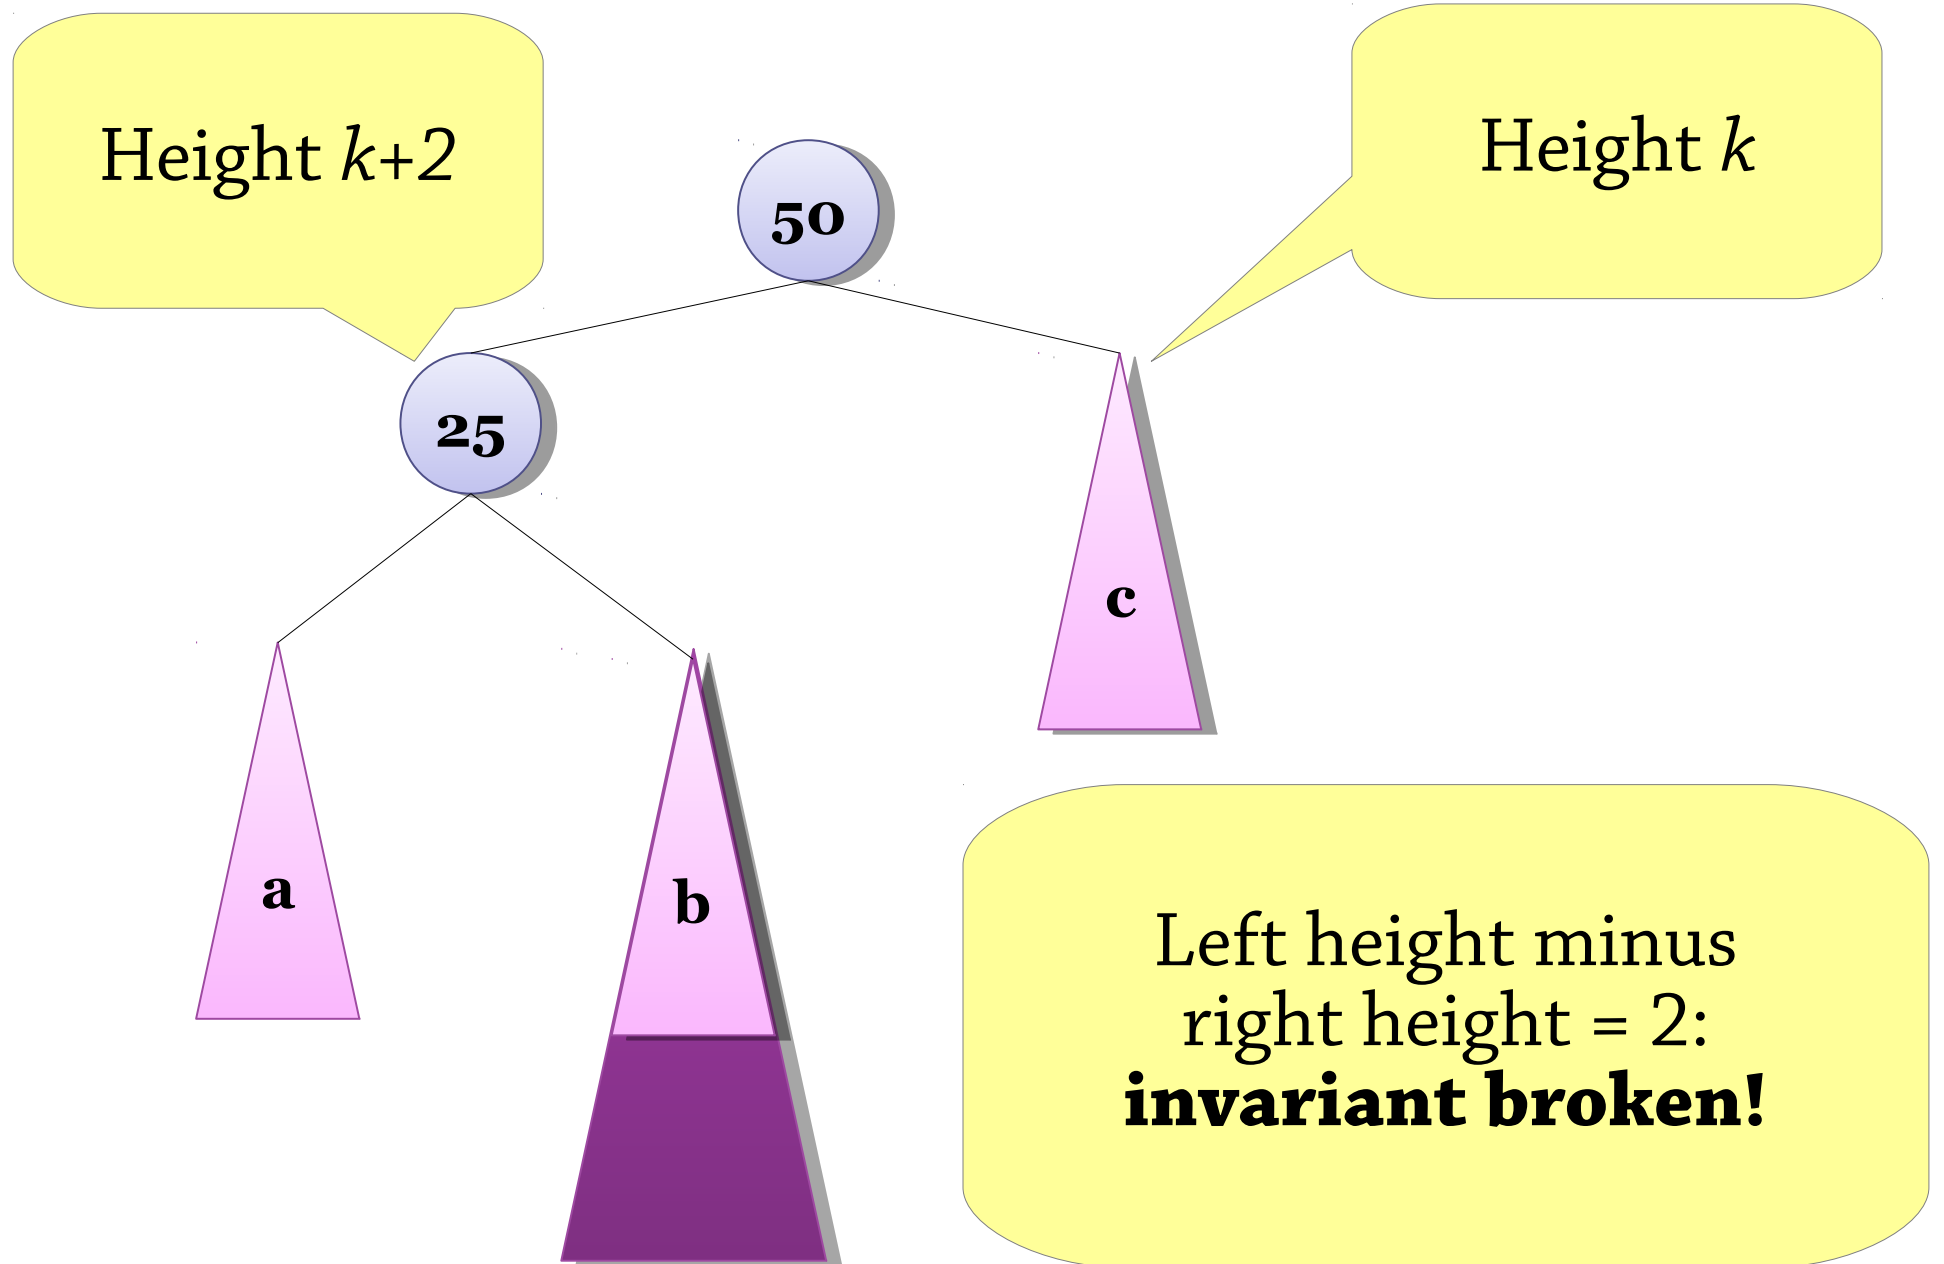 Height k+2
Height k
50
25
c
a
b
Left height minus
right height = 2:
invariant broken!